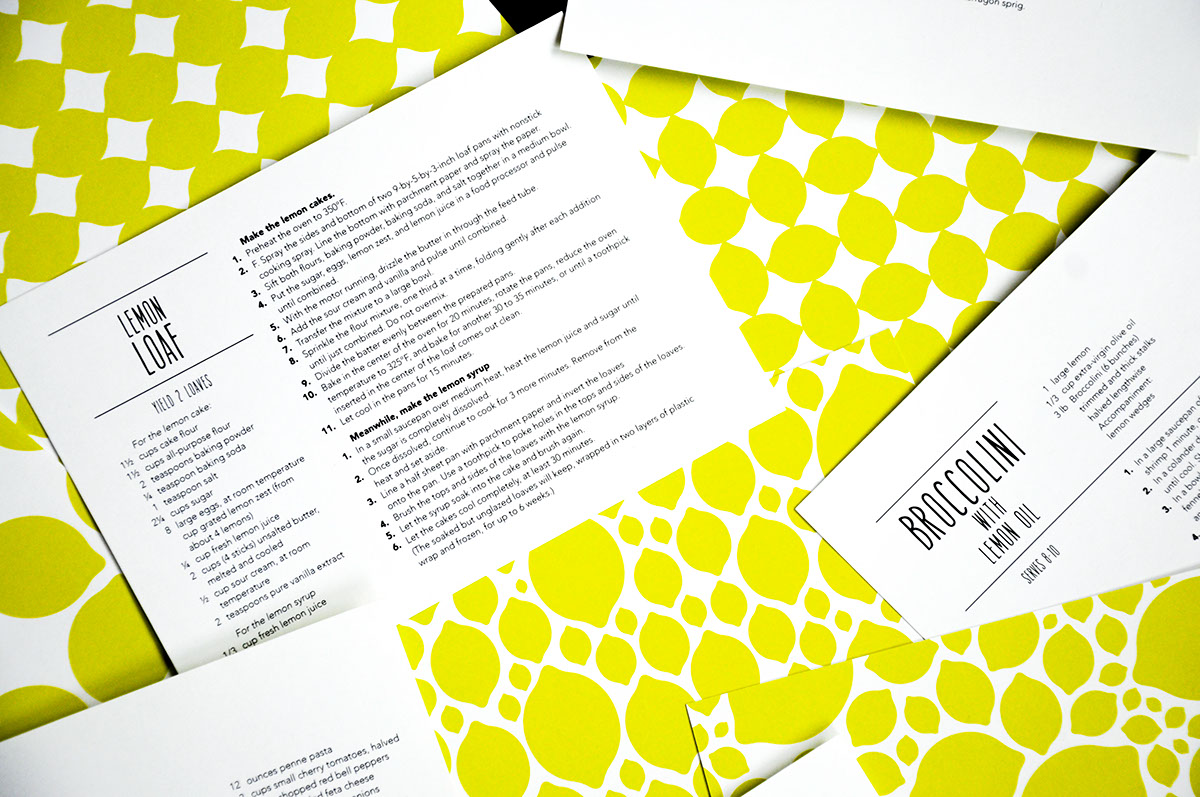 rragon sprig.
LEMON
LOAF
YIELD 2 LOAVES
For the lemon cake:
1½ cups cake flour
1½ cups all-purpose flour
2 teaspoons baking powder
¼ teaspoon baking soda
1 teaspoon salt
2¼ cups sugar
8 large eggs, at room temperature
cup grated lemon zest (from
about 4 lemons)
¼ cup fresh lemon juice
2 cups (4 sticks) unsalted butter,
melted and cooled
½ cup sour cream, at room
temperature
2 teaspoons pure vanilla extract
For the lemon syrup
1/3 cup fresh lemon juice
Make the lemon cakes.
1. Preheat the oven to 350°F.
2. F. Spray the sides and bottom of two 9-by-5-by-3-inch loaf pans with nonstick
cooking spray. Line the bottom with parchment paper and spray the paper.
3. Sift both flours, baking powder, baking soda, and salt together in a medium bowl.
4. Put the sugar, eggs, lemon zest, and lemon juice in a food processor and pulse
until combined.
5. With the motor running, drizzle the butter in through the feed tube.
6. Add the sour cream and vanilla and pulse until combined.
7. Transfer the mixture to a large bowl.
8. Sprinkle the flour mixture, one third at a time, folding gently after each addition
until just combined. Do not overmix.
9. Divide the batter evenly between the prepared pans.
10. Bake in the center of the oven for 20 minutes, rotate the pans, reduce the oven
temperature to 325°F, and bake for another 30 to 35 minutes, or until a toothpick
inserted in the center of the loaf comes out clean.
11. Let cool in the pans for 15 minutes.
Meanwhile, make the lemon syrup
1. In a small saucepan over medium heat, heat the lemon juice and sugar until
the sugar is completely dissolved.
2. Once dissolved, continue to cook for 3 more minutes. Remove from the
heat and set aside.
3. Line a half sheet pan with parchment paper and invert the loaves
onto the pan. Use a toothpick to poke holes in the tops and sides of the loaves.
4. Brush the tops and sides of the loaves with the lemon syrup.
5. Let the syrup soak into the cake and brush again.
6. Let the cakes cool completely, at least 30 minutes.
(The soaked but unglazed loaves will keep, wrapped in two layers of plastic
wrap and frozen, for up to 6 weeks.)
BROCCOLINI
WITH
LEMON OIL
SERVES 8-10
1 large lemon
1/3 cup extra-virgin olive oil
3 lb Broccolini (6 bunches)
trimmed and thick stalks
halved lengthwise
Accompaniment:
lemon wedges
1. In a large saucepan o
shrimp 1 minute,
2. In a colander
until cool. S
In a bow
3.
4.
12 ounces penne pasta
cups small cherry tomatoes, halved
chopped red bell peppers
ed feta cheese
onions